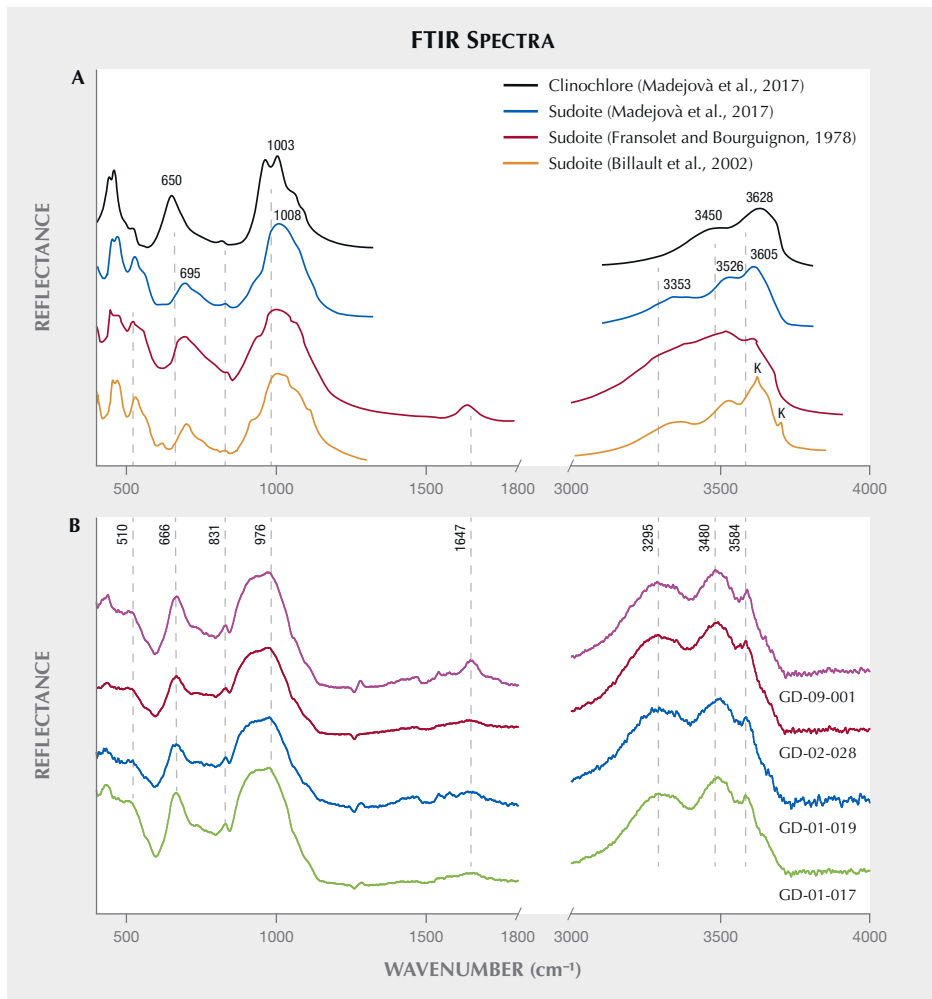 FTIR SPECTRA
A
Clinochlore (Madejovà et al., 2017)
Sudoite (Madejovà et al., 2017)
Sudoite (Fransolet and Bourguignon, 1978)
Sudoite (Billault et al., 2002)
1003
650
1008
695
3628
3450
3605
3526
3353
K
K
REFLECTANCE
500
1000
1500
1800
3000
3500
4000
B
510
666
831
976
1647
3295
3480
3584
REFLECTANCE
GD-09-001
GD-02-028
GD-01-019
GD-01-017
500
1000
1500
1800
3000
3500
4000
WAVENUMBER (cm⁻¹)